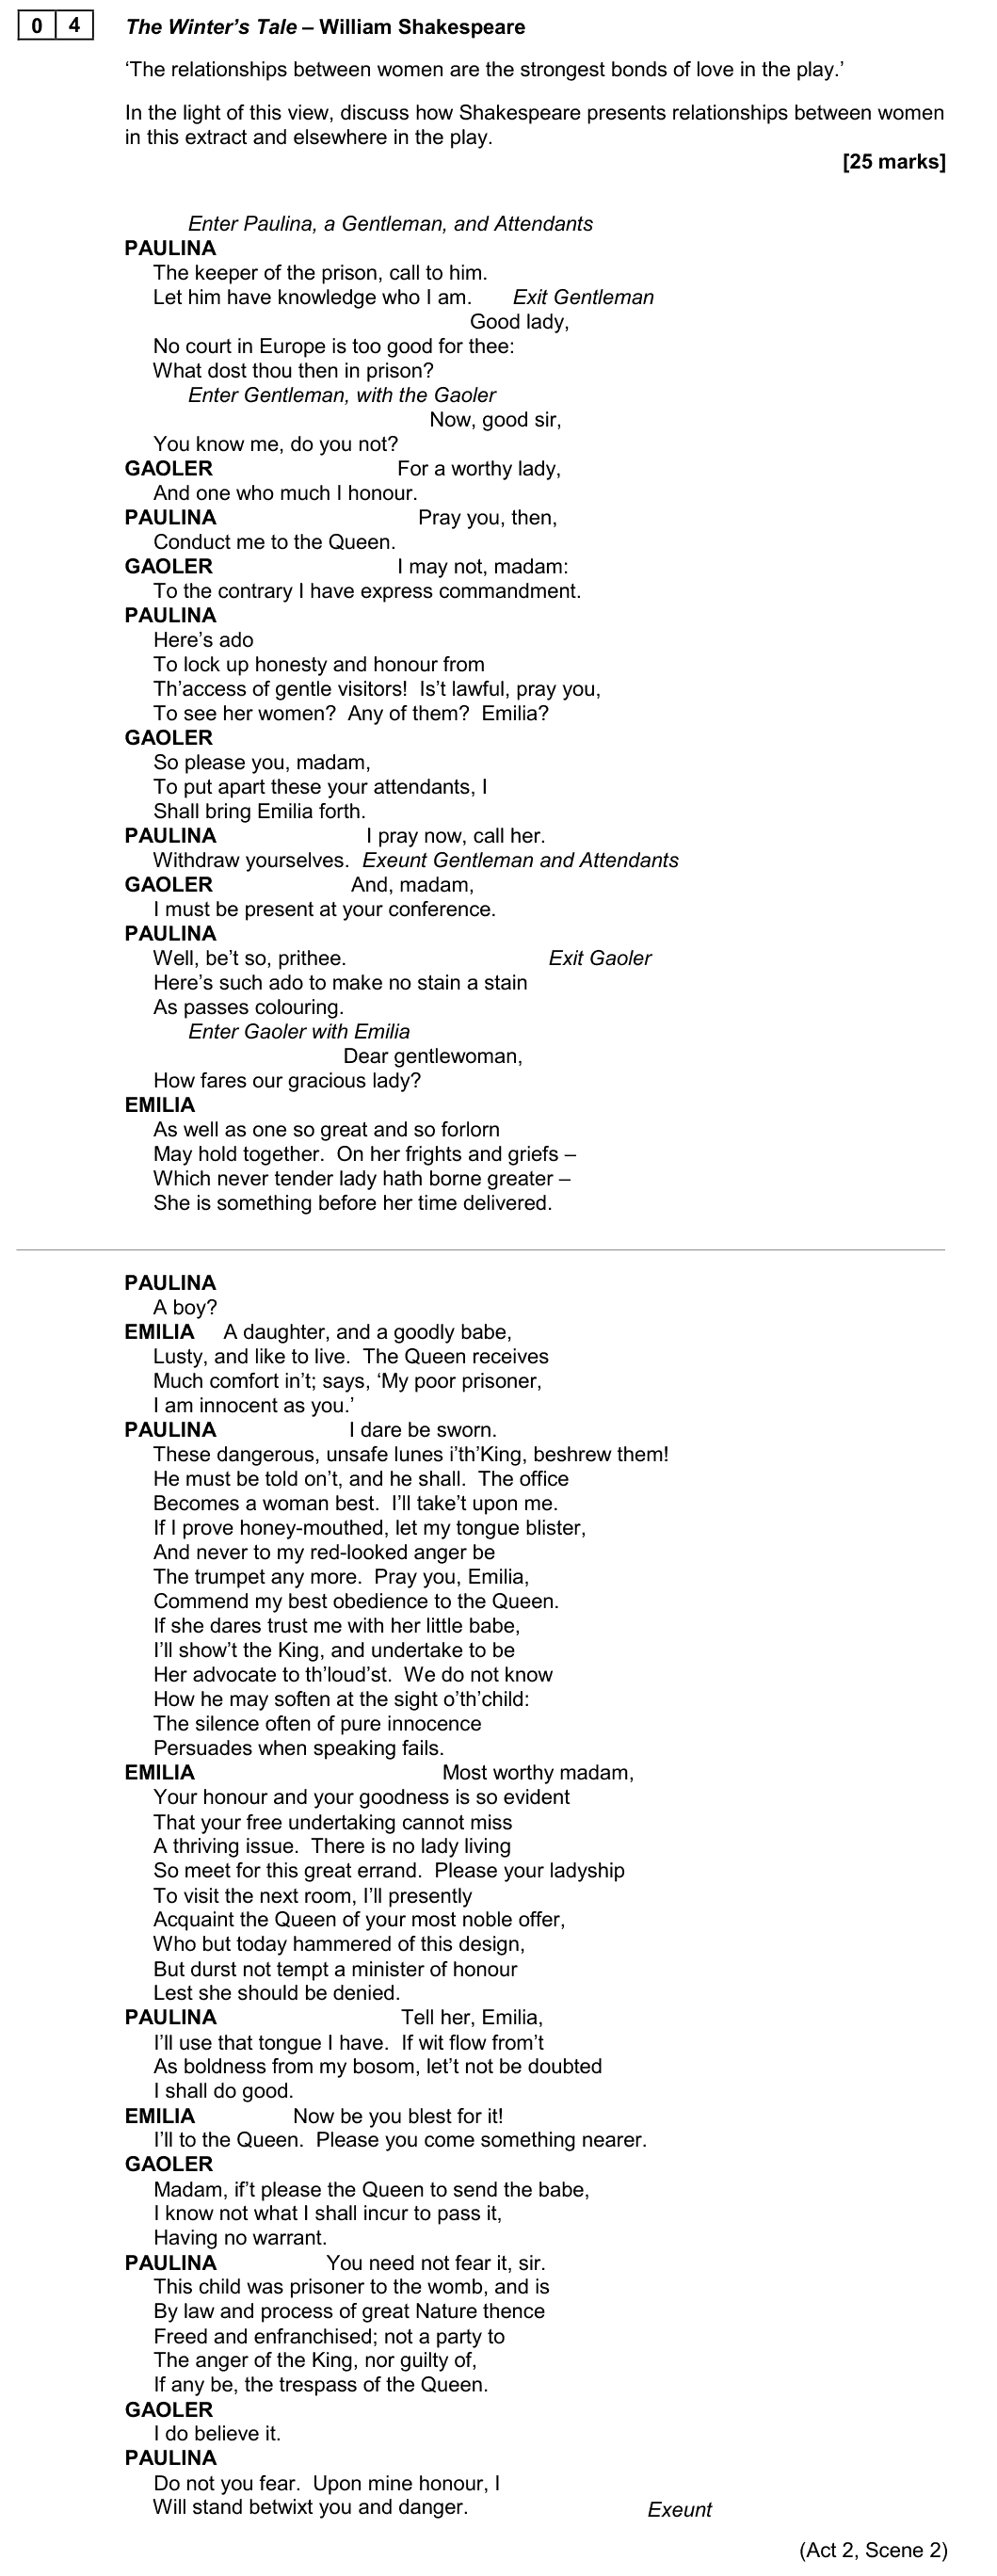 0 4 The Winter’s Tale – William Shakespeare
‘The relationships between women are the strongest bonds of love in the play.’
In the light of this view, discuss how Shakespeare presents relationships between women
in this extract and elsewhere in the play.
[25 marks]
Enter Paulina, a Gentleman, and Attendants
PAULINA
The keeper of the prison, call to him.
Let him have knowledge who I am. Exit Gentleman
Good lady,
No court in Europe is too good for thee:
What dost thou then in prison?
Enter Gentleman, with the Gaoler
Now, good sir,
You know me, do you not?
GAOLER For a worthy lady,
And one who much I honour.
PAULINA Pray you, then,
Conduct me to the Queen.
GAOLER I may not, madam:
To the contrary I have express commandment.
PAULINA
Here’s ado
To lock up honesty and honour from
Th’access of gentle visitors! Is’t lawful, pray you,
To see her women? Any of them? Emilia?
GAOLER
So please you, madam,
To put apart these your attendants, I
Shall bring Emilia forth.
PAULINA I pray now, call her.
Withdraw yourselves. Exeunt Gentleman and Attendants
GAOLER And, madam,
I must be present at your conference.
PAULINA
Well, be’t so, prithee. Exit Gaoler
Here’s such ado to make no stain a stain
As passes colouring.
Enter Gaoler with Emilia
Dear gentlewoman,
How fares our gracious lady?
EMILIA
As well as one so great and so forlorn
May hold together. On her frights and griefs –
Which never tender lady hath borne greater –
She is something before her time delivered.
PAULINA
A boy?
EMILIA A daughter, and a goodly babe,
Lusty, and like to live. The Queen receives
Much comfort in’t; says, ‘My poor prisoner,
I am innocent as you.’
PAULINA I dare be sworn.
These dangerous, unsafe lunes i’th’King, beshrew them!
He must be told on’t, and he shall. The office
Becomes a woman best. I’ll take’t upon me.
If I prove honey-mouthed, let my tongue blister,
And never to my red-looked anger be
The trumpet any more. Pray you, Emilia,
Commend my best obedience to the Queen.
If she dares trust me with her little babe,
I’ll show’t the King, and undertake to be
Her advocate to th’loud’st. We do not know
How he may soften at the sight o’th’child:
The silence often of pure innocence
Persuades when speaking fails.
EMILIA Most worthy madam,
Your honour and your goodness is so evident
That your free undertaking cannot miss
A thriving issue. There is no lady living
So meet for this great errand. Please your ladyship
To visit the next room, I’ll presently
Acquaint the Queen of your most noble offer,
Who but today hammered of this design,
But durst not tempt a minister of honour
Lest she should be denied.
PAULINA Tell her, Emilia,
I’ll use that tongue I have. If wit flow from’t
As boldness from my bosom, let’t not be doubted
I shall do good.
EMILIA Now be you blest for it!
I’ll to the Queen. Please you come something nearer.
GAOLER
Madam, if’t please the Queen to send the babe,
I know not what I shall incur to pass it,
Having no warrant.
PAULINA You need not fear it, sir.
This child was prisoner to the womb, and is
By law and process of great Nature thence
Freed and enfranchised; not a party to
The anger of the King, nor guilty of,
If any be, the trespass of the Queen.
GAOLER
I do believe it.
PAULINA
Do not you fear. Upon mine honour, I
Will stand betwixt you and danger. Exeunt
(Act 2, Scene 2)